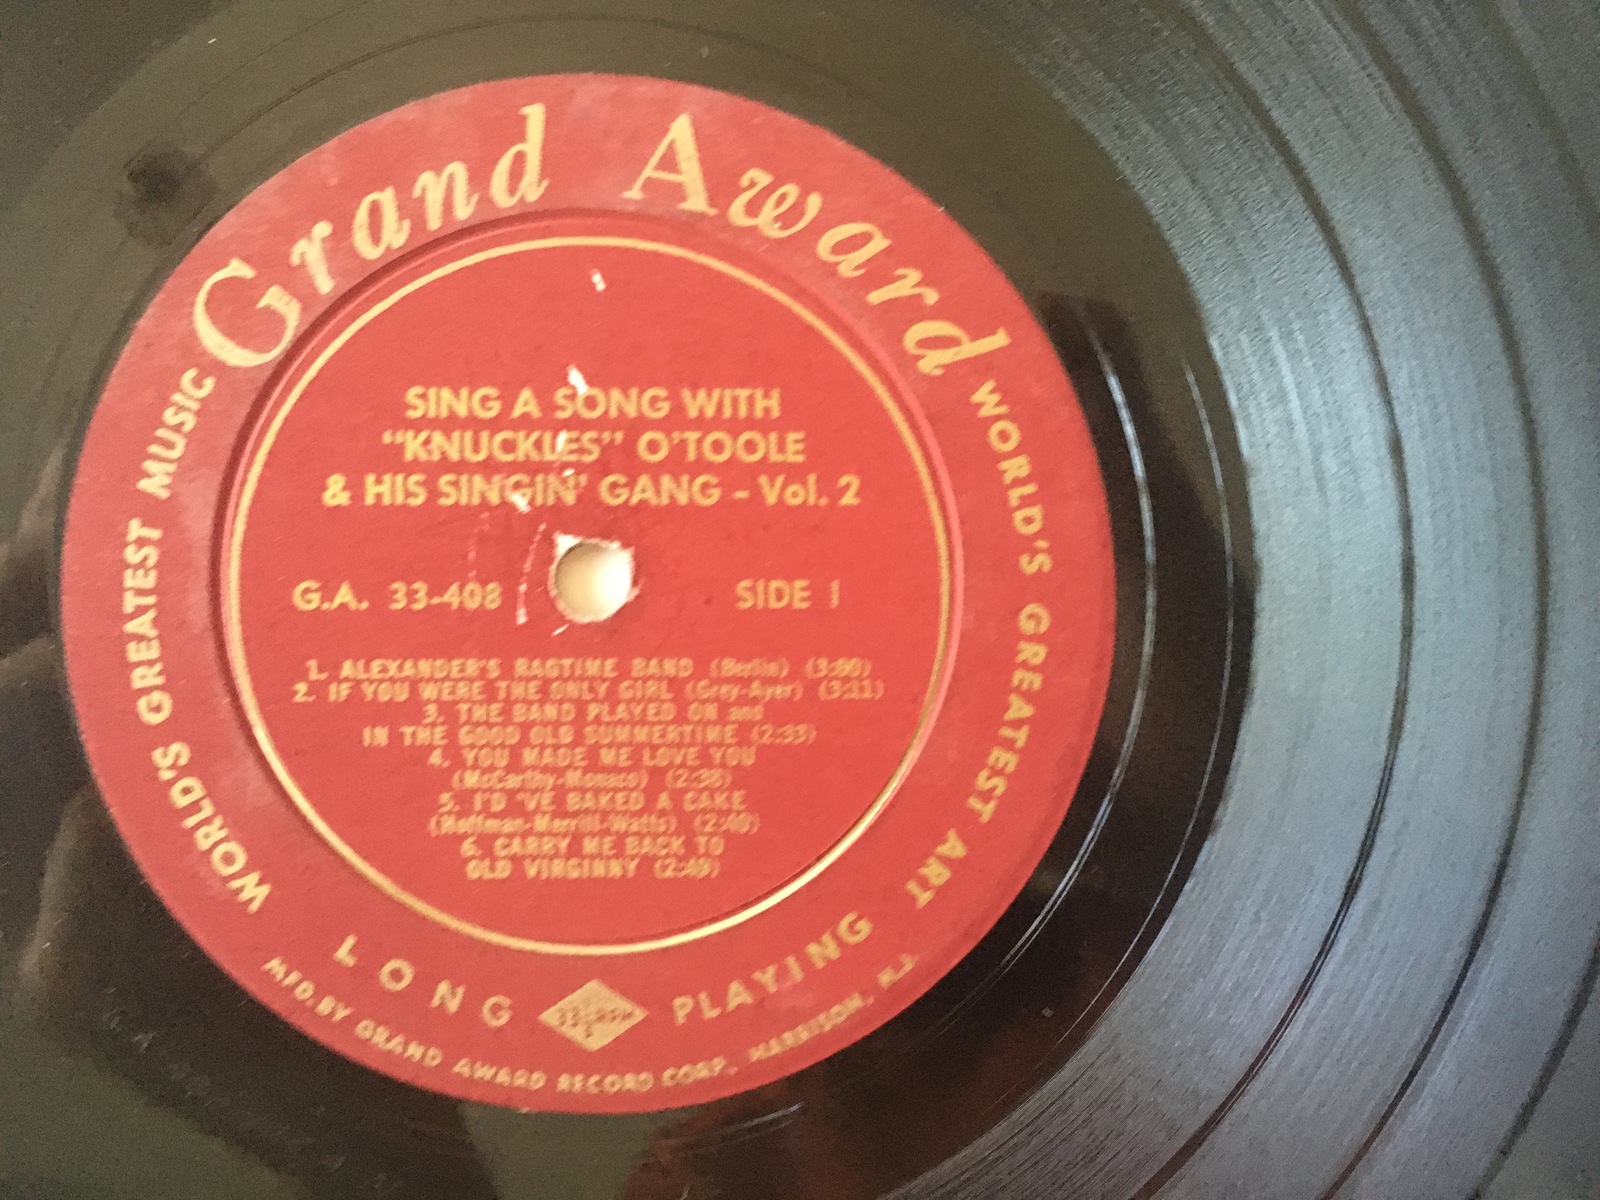 Grand Award
WORLD'S GREATEST MUSIC
WORLD'S GREATEST ART
SING A SONG WITH
"KNUCKLES" O'TOOLE
& HIS SINGIN' GANG - Vol. 2
G.A. 33-408 SIDE 1
1. ALEXANDER'S RAGTIME BAND (Berlin)
2. IF YOU WERE THE ONLY GIRL (Grey-Ayer) (3:11)
3. THE BAND PLAYED ON and
IN THE GOOD OLD SUMMERTIME (2:33)
4. YOU MADE ME LOVE YOU
(McCarthy-Monaco) (2:38)
5. I'D 'VE BAKED A CAKE
(Hoffman-Merrill-Watts) (2:40)
6. CARRY ME BACK TO
OLD VIRGINNY (2:49)
LONG PLAYING
MFD. BY GRAND AWARD RECORD CORP., HARRISON, N.J.